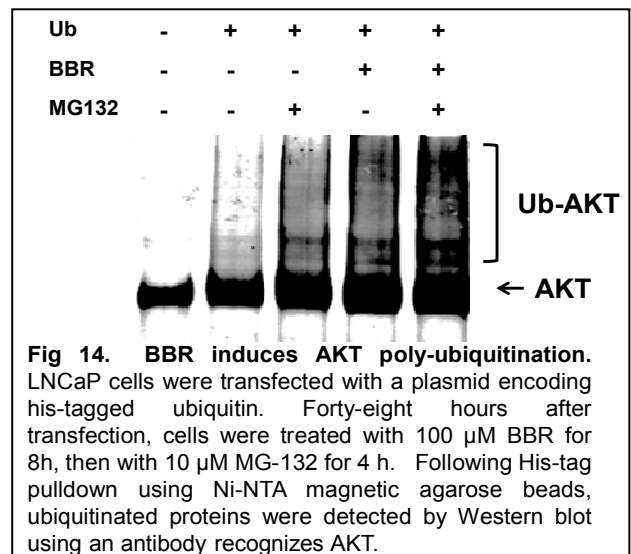 Ub - + + + +
BBR - - - + +
MG132 - - + - +
Ub-AKT
← AKT
Fig 14. BBR induces AKT poly-ubiquitination.
LNCaP cells were transfected with a plasmid encoding
his-tagged ubiquitin. Forty-eight hours after
transfection, cells were treated with 100 µM BBR for
8h, then with 10 µM MG-132 for 4 h. Following His-tag
pulldown using Ni-NTA magnetic agarose beads,
ubiquitinated proteins were detected by Western blot
using an antibody recognizes AKT.